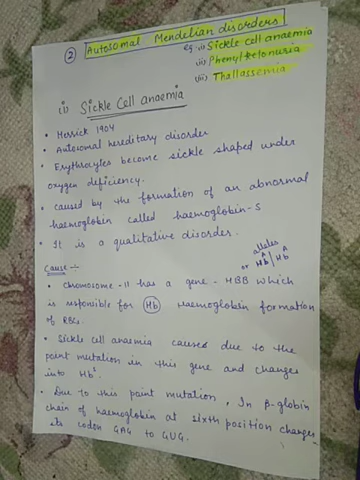 ② Autosomal Mendelian disorders
eg. (i) Sickle cell anaemia
(ii) Phenylketonuria
(iii) Thallassemia
(i) Sickle Cell anaemia
• Herrick 1904
• Autosomal hereditary disorder
• Erythrocytes become sickle shaped under
oxygen deficiency.
• caused by the formation of an abnormal
haemoglobin called haemoglobin-S
• It is a qualitative disorder.
alleles
Cause :-
or Hb^A | Hb^A
• Chromosome-11 has a gene - HBB which
is responsible for Hb Haemoglobin formation
of RBCs.
• Sickle cell anaemia causes due to the
point mutation in this gene and changes
into Hb^s.
• Due to this point mutation, In β-globin
chain of haemoglobin at sixth position changes
its codon GAG to GUG.